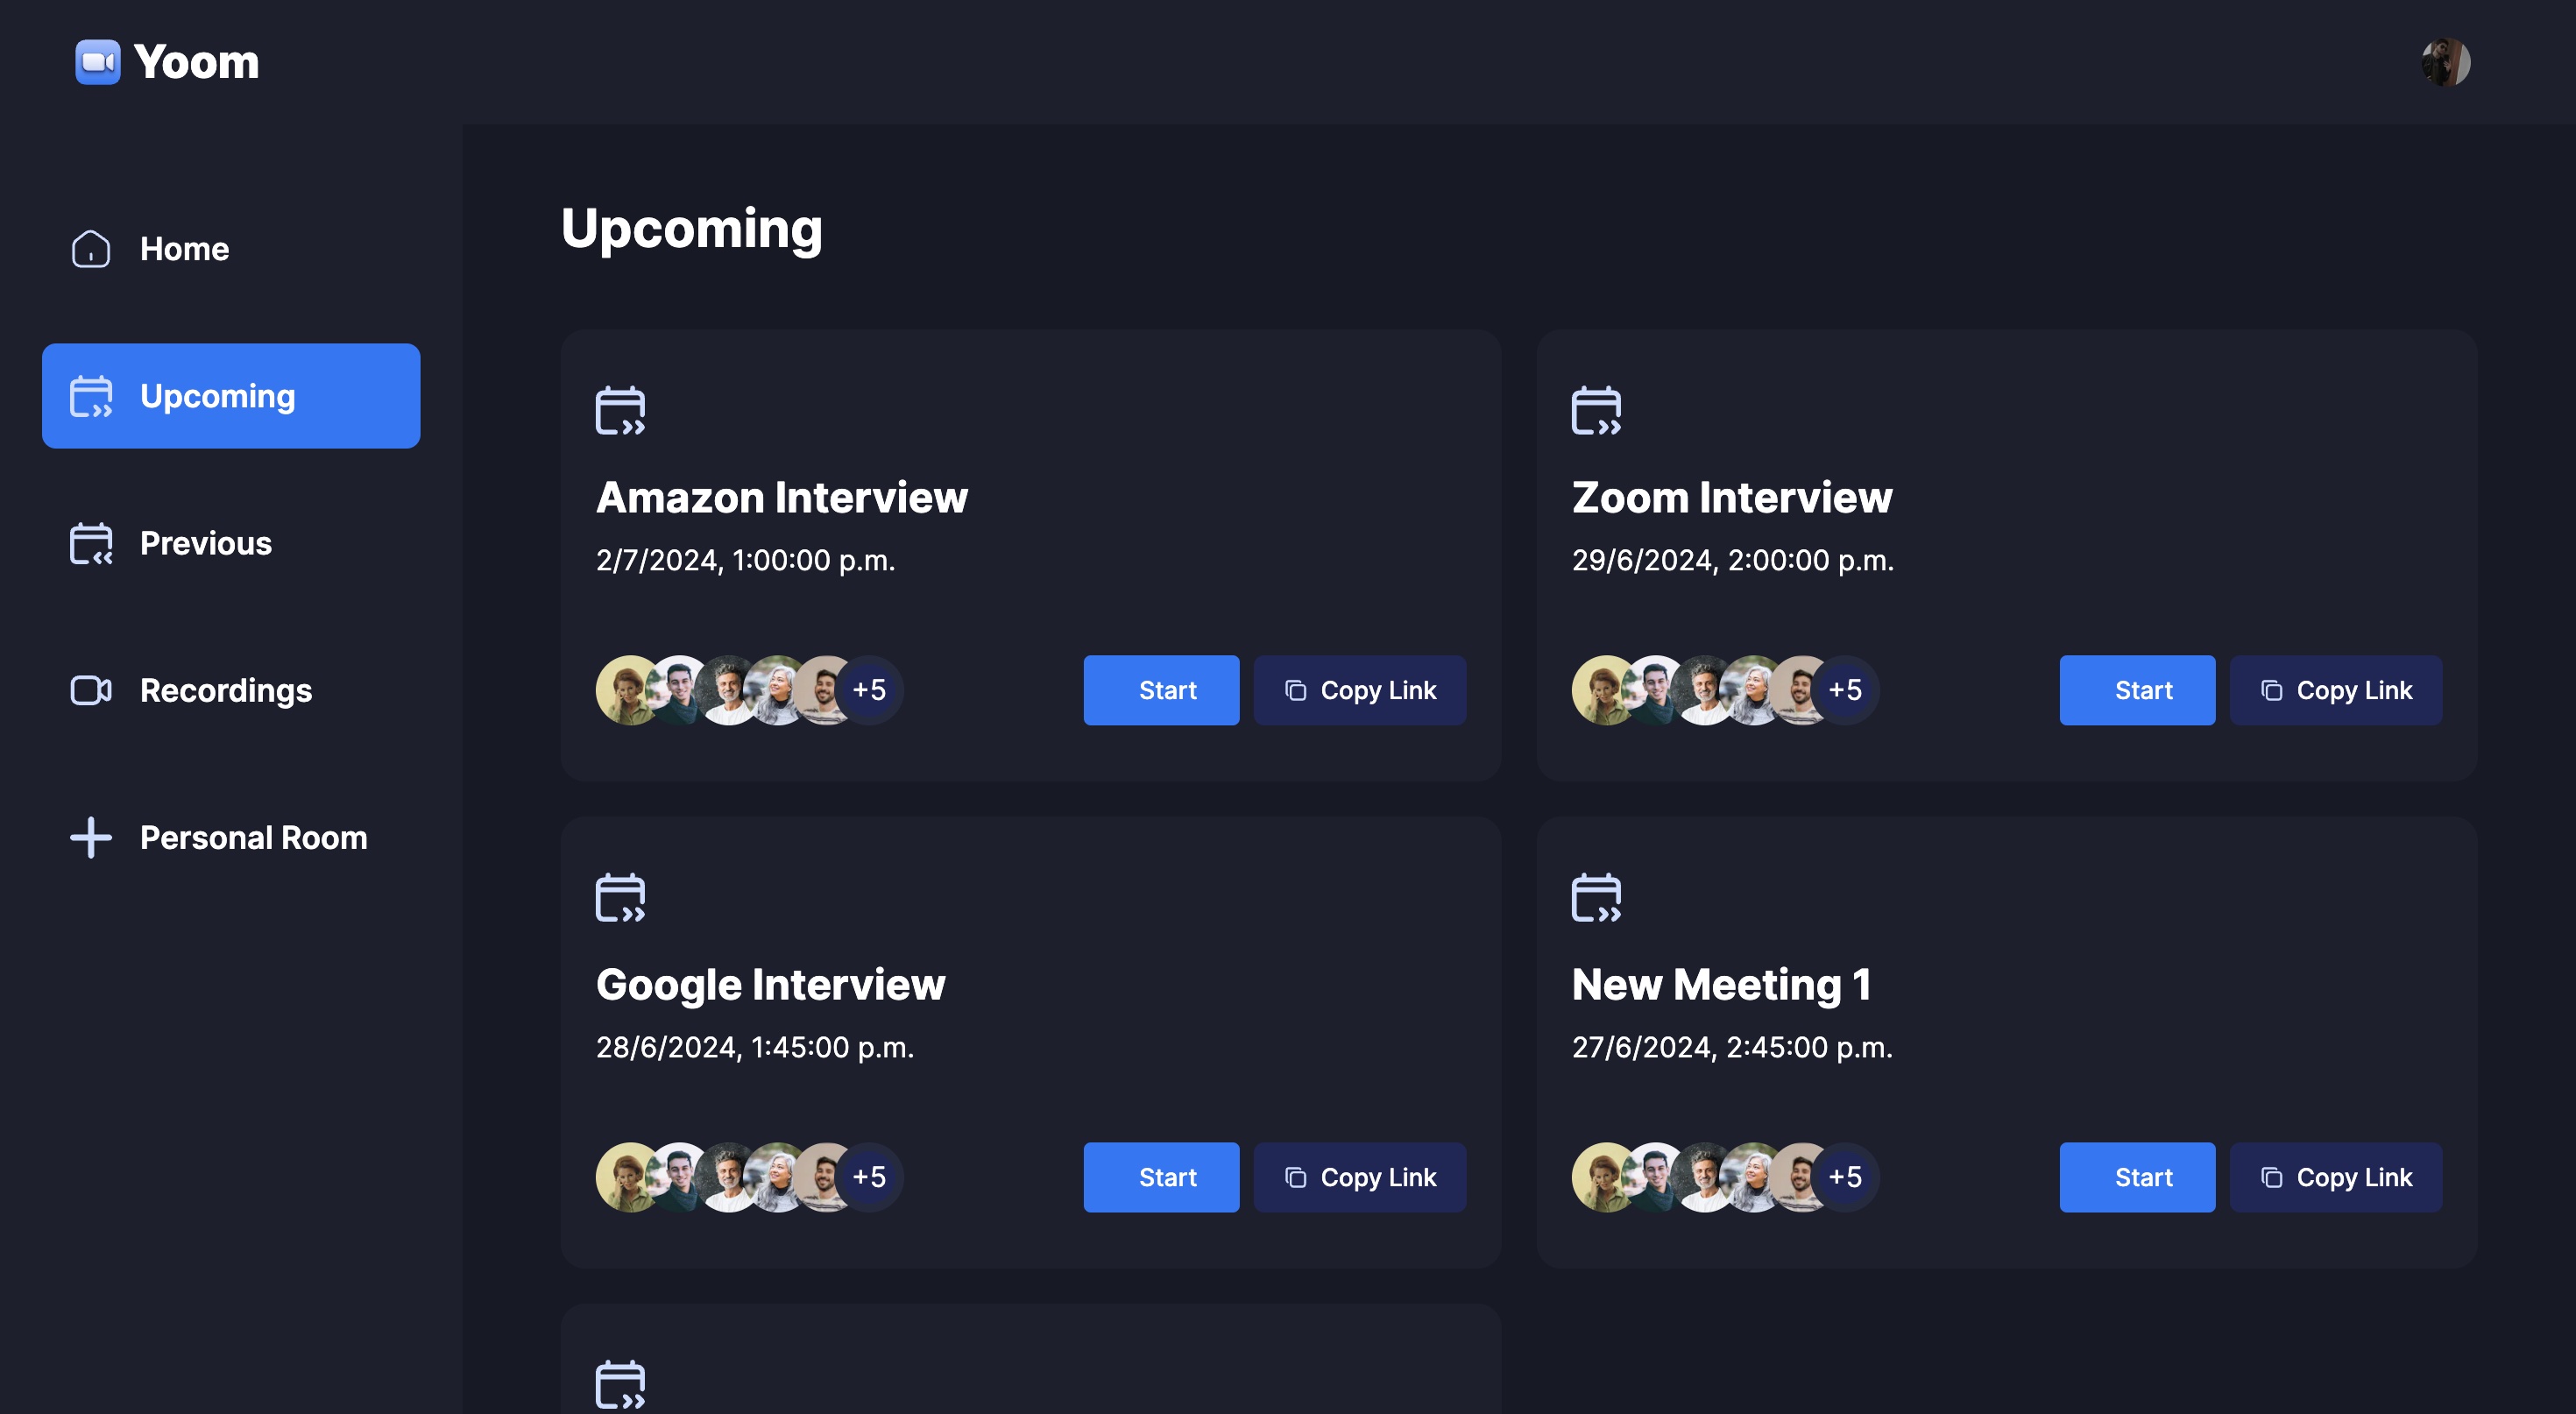 Yoom
Home
Upcoming
Previous
Recordings
Personal Room
Upcoming
Amazon Interview
2/7/2024, 1:00:00 p.m.
+5
Start
Copy Link
Zoom Interview
29/6/2024, 2:00:00 p.m.
+5
Start
Copy Link
Google Interview
28/6/2024, 1:45:00 p.m.
+5
Start
Copy Link
New Meeting 1
27/6/2024, 2:45:00 p.m.
+5
Start
Copy Link